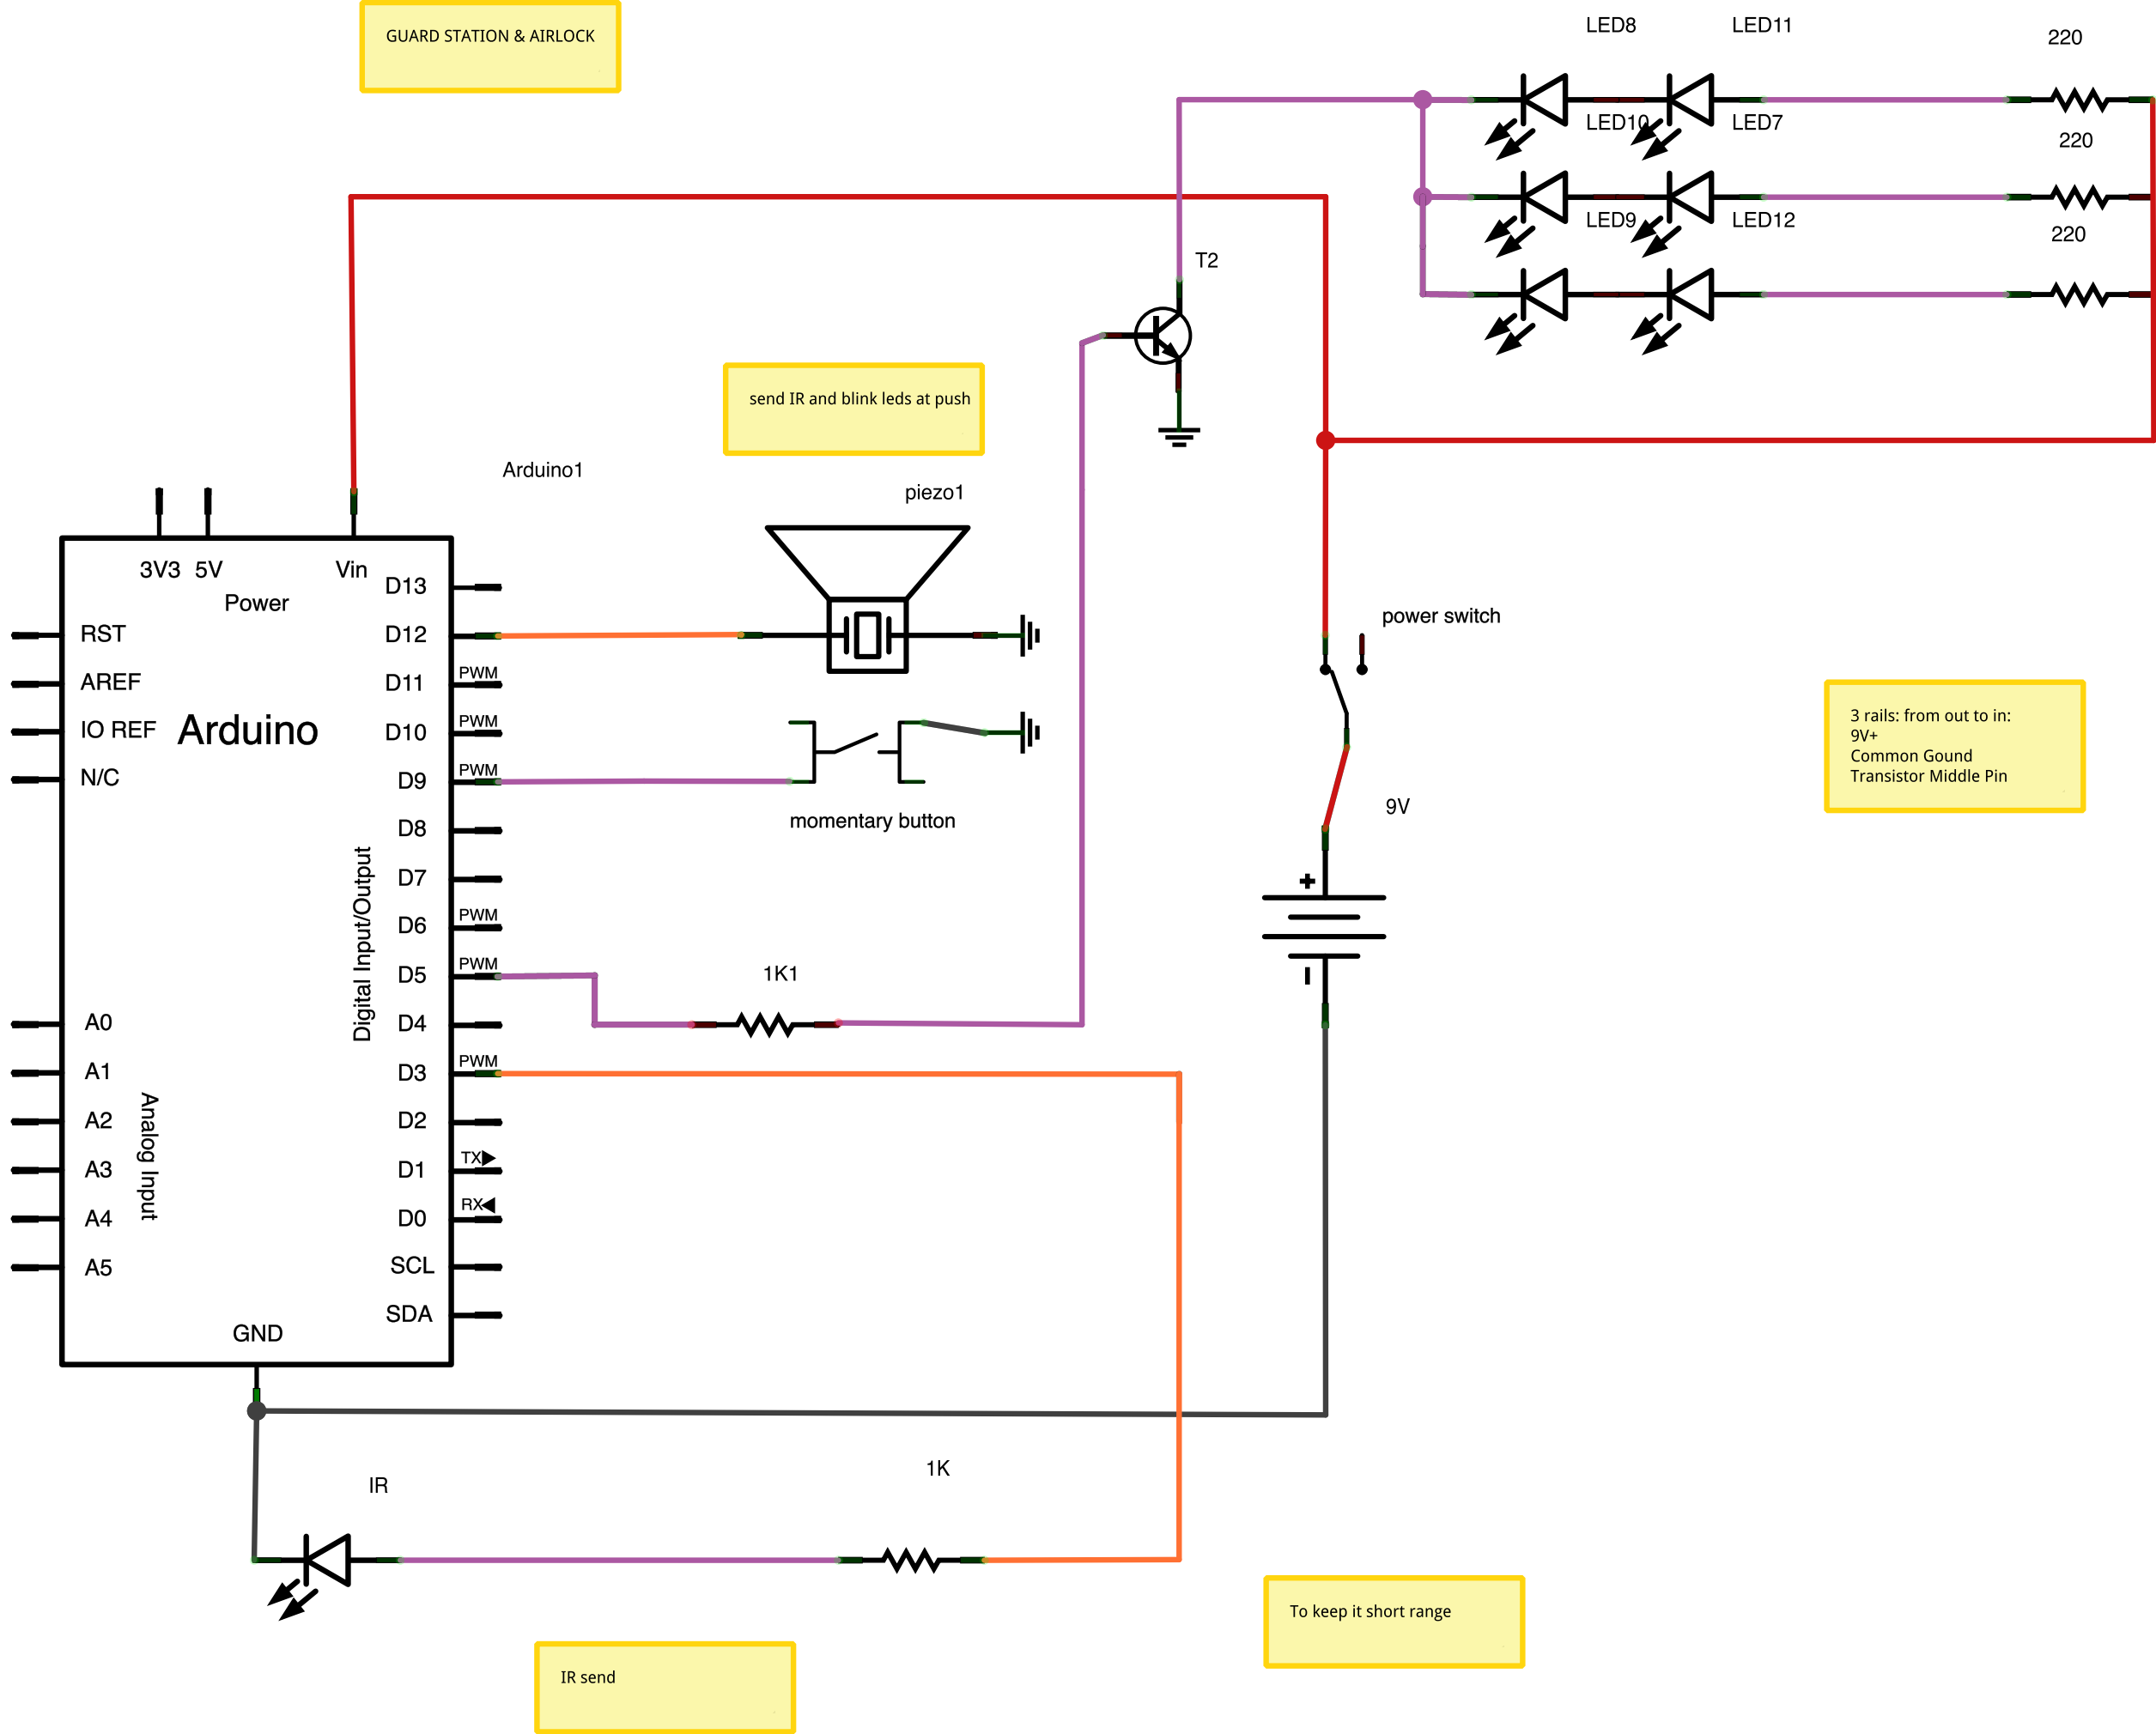 GUARD STATION & AIRLOCK
LED8
LED11
220
LED10
LED7
220
LED9
LED12
220
T2
send IR and blink leds at push
Arduino1
piezo1
3V3
5V
Vin
Power
D13
D12
RST
PWM
D11
AREF
PWM
D10
IO REF
Arduino
PWM
D9
N/C
D8
D7
PWM
D6
PWM
D5
D4
PWM
D3
D2
TX
D1
RX
D0
SCL
SDA
Digital Input/Output
A0
A1
A2
A3
A4
A5
Analog Input
GND
momentary button
1K1
power switch
9V
3 rails: from out to in:
9V+
Common Gound
Transistor Middle Pin
IR
1K
To keep it short range
IR send